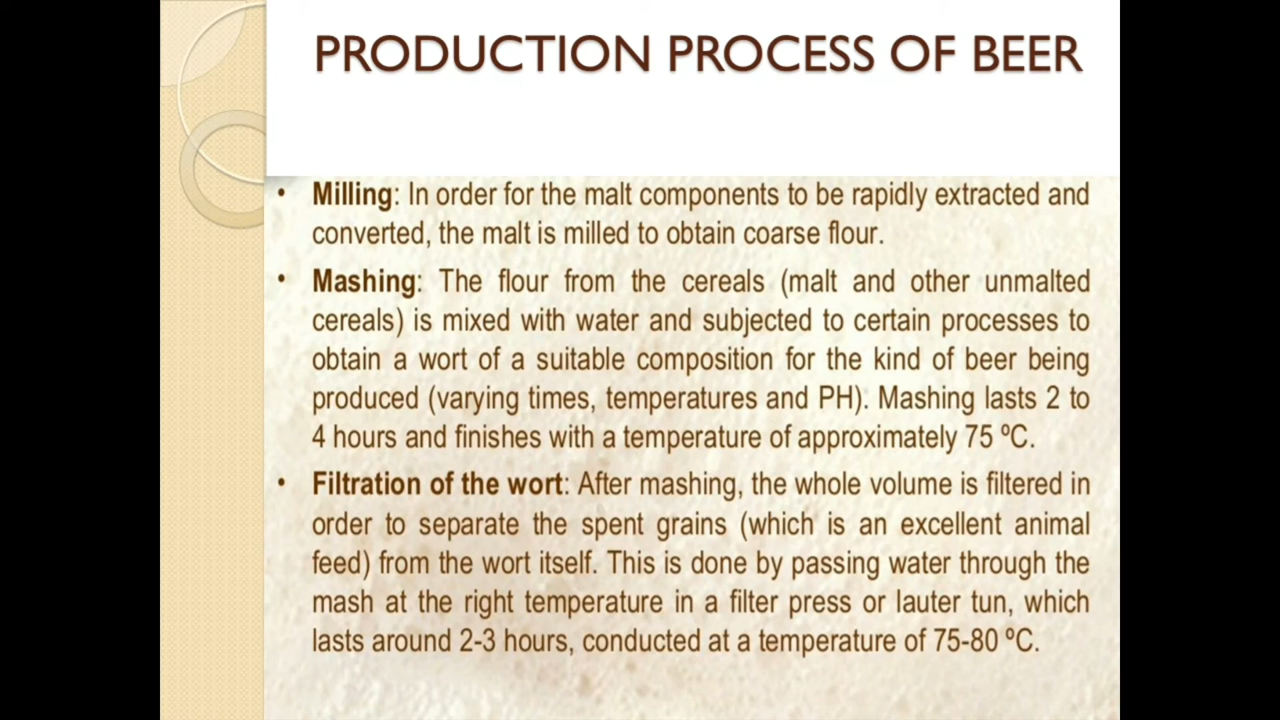 PRODUCTION PROCESS OF BEER
• Milling: In order for the malt components to be rapidly extracted and
converted, the malt is milled to obtain coarse flour.
• Mashing: The flour from the cereals (malt and other unmalted
cereals) is mixed with water and subjected to certain processes to
obtain a wort of a suitable composition for the kind of beer being
produced (varying times, temperatures and PH). Mashing lasts 2 to
4 hours and finishes with a temperature of approximately 75 ºC.
• Filtration of the wort: After mashing, the whole volume is filtered in
order to separate the spent grains (which is an excellent animal
feed) from the wort itself. This is done by passing water through the
mash at the right temperature in a filter press or lauter tun, which
lasts around 2-3 hours, conducted at a temperature of 75-80 ºC.